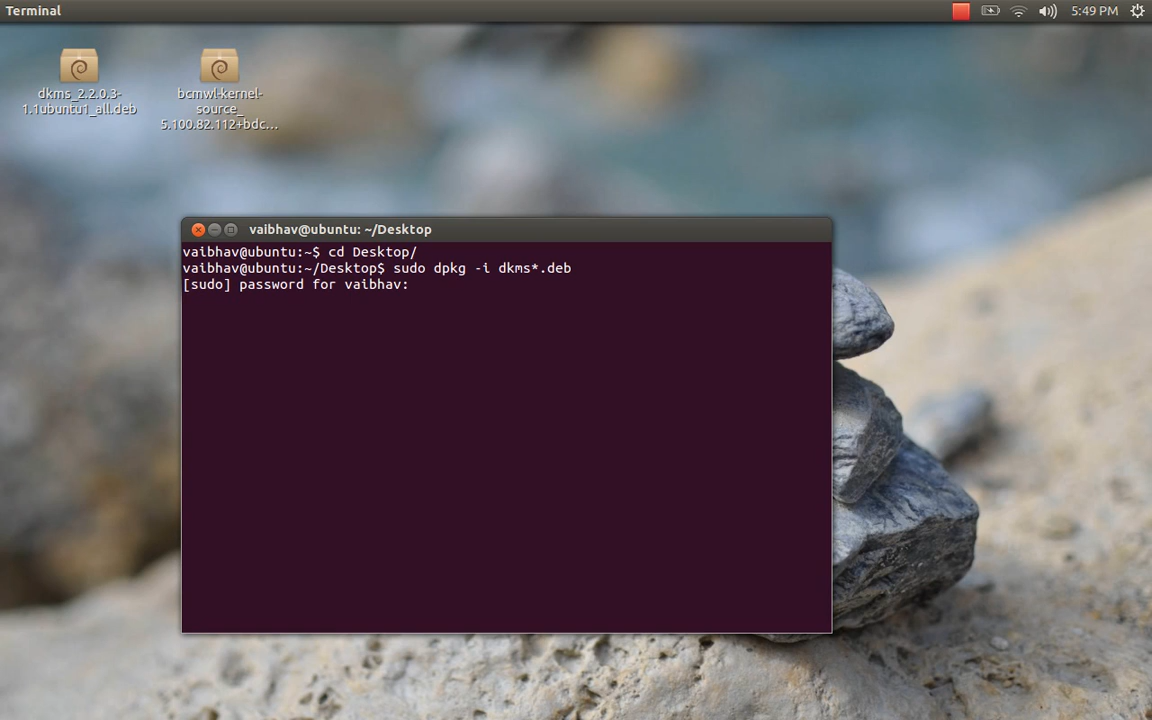 Terminal
5:49 PM
dkms_2.2.0.3-
1.1ubuntu1_all.deb
bcmwl-kernel-
source_
5.100.82.112+bdc...
vaibhav@ubuntu: ~/Desktop
vaibhav@ubuntu:~$ cd Desktop/
vaibhav@ubuntu:~/Desktop$ sudo dpkg -i dkms*.deb
[sudo] password for vaibhav: